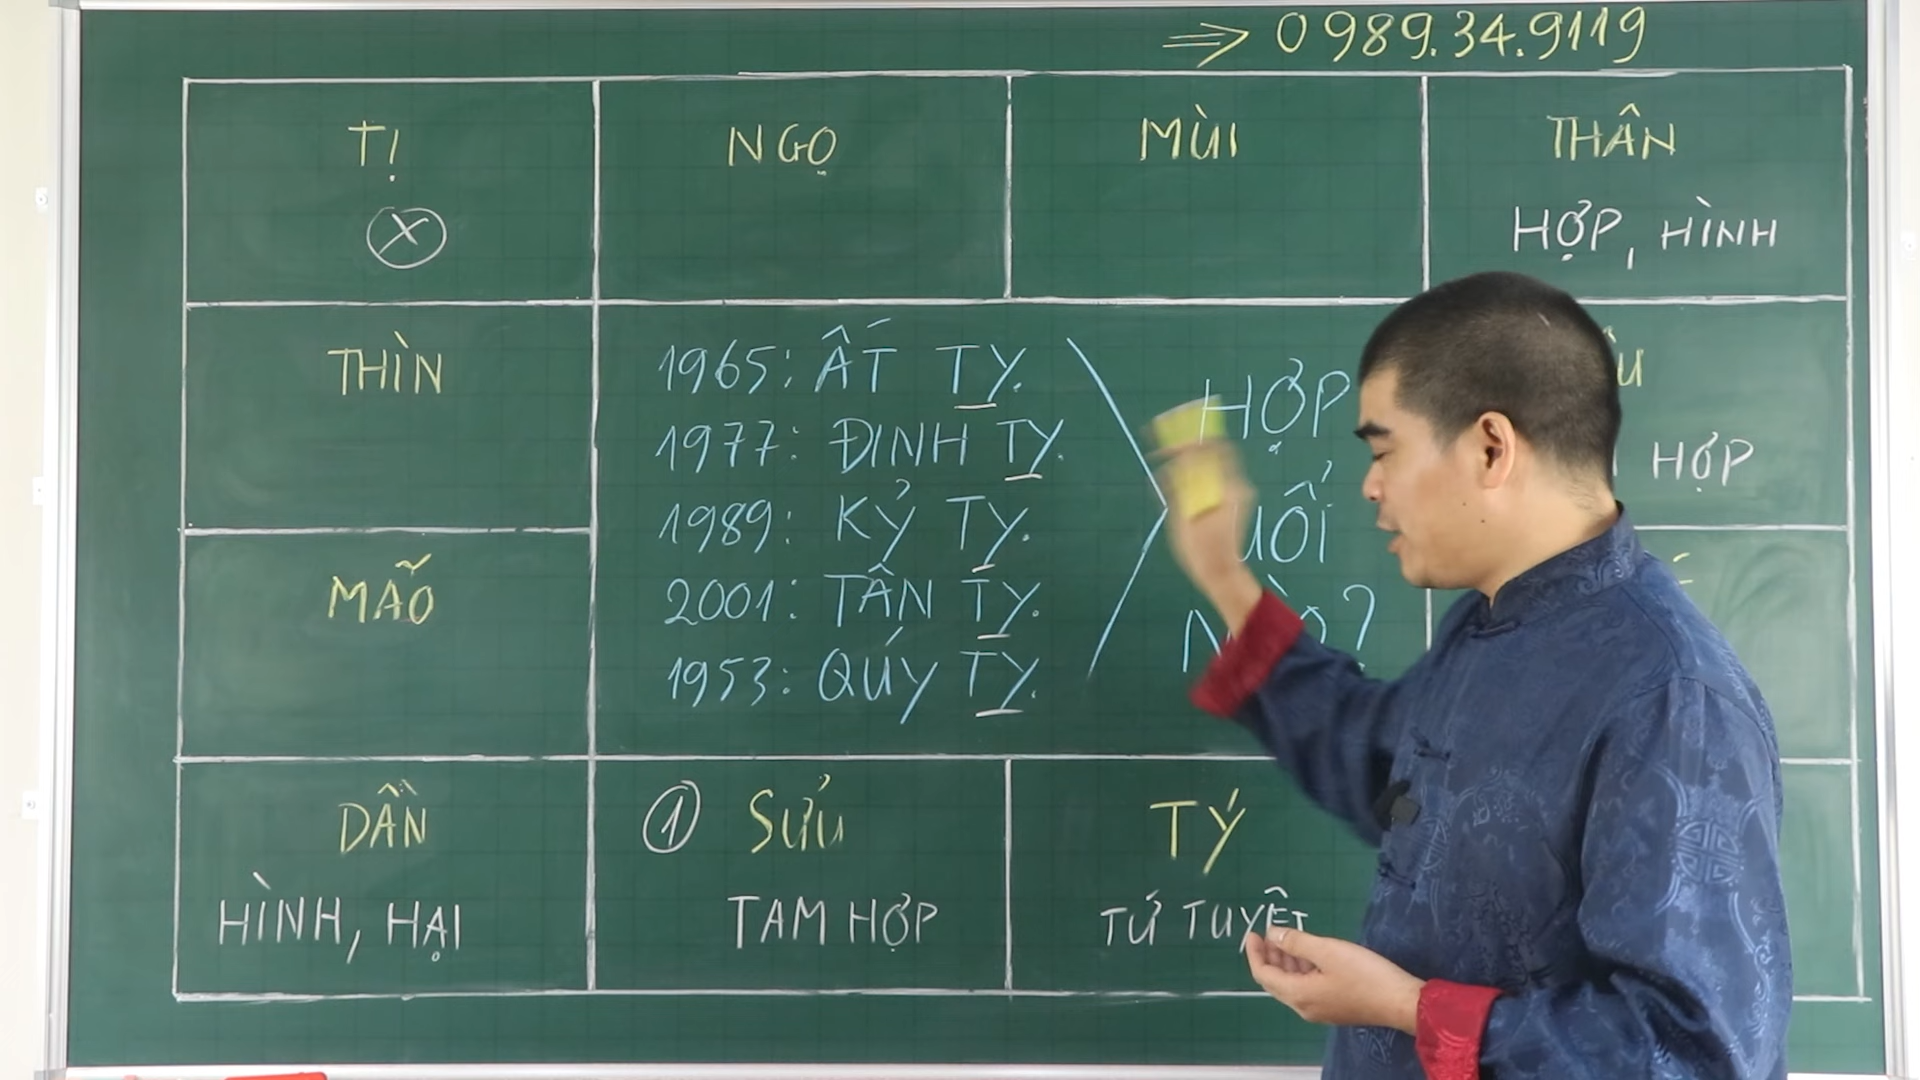 ⇒ 0989.34.9119
TỊ
NGỌ
MÙI
THÂN
HỢP, HÌNH
THÌN
1965: ẤT TỴ.
1977: ĐINH TỴ.
1989: KỶ TỴ.
2001: TÂN TỴ.
1953: QUÝ TỴ.
HỢP
UỔI
?
HỢP
MÃO
DẦN
HÌNH, HẠI
① SỬU
TAM HỢP
TÝ
TỨ TUYỆT